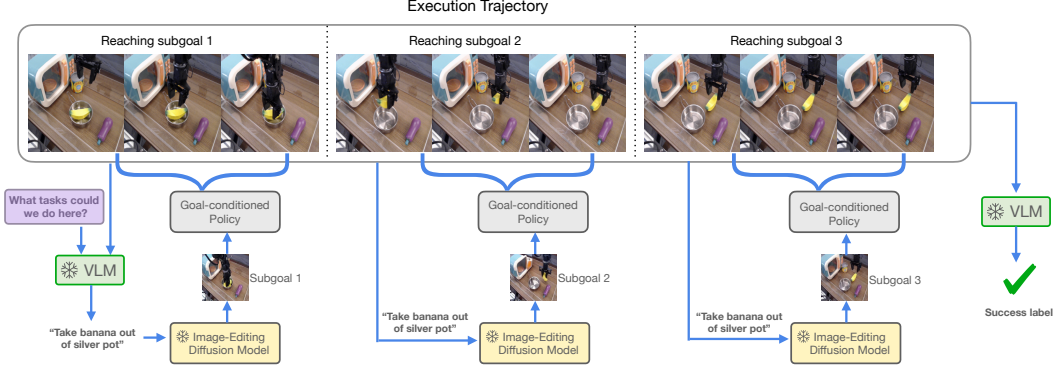 Execution Trajectory
Reaching subgoal 1
Reaching subgoal 2
Reaching subgoal 3
What tasks could
we do here?
VLM
"Take banana out
of silver pot"
Goal-conditioned
Policy
Subgoal 1
Image-Editing
Diffusion Model
"Take banana out
of silver pot"
Goal-conditioned
Policy
Subgoal 2
Image-Editing
Diffusion Model
"Take banana out
of silver pot"
Goal-conditioned
Policy
Subgoal 3
Image-Editing
Diffusion Model
VLM
Success label